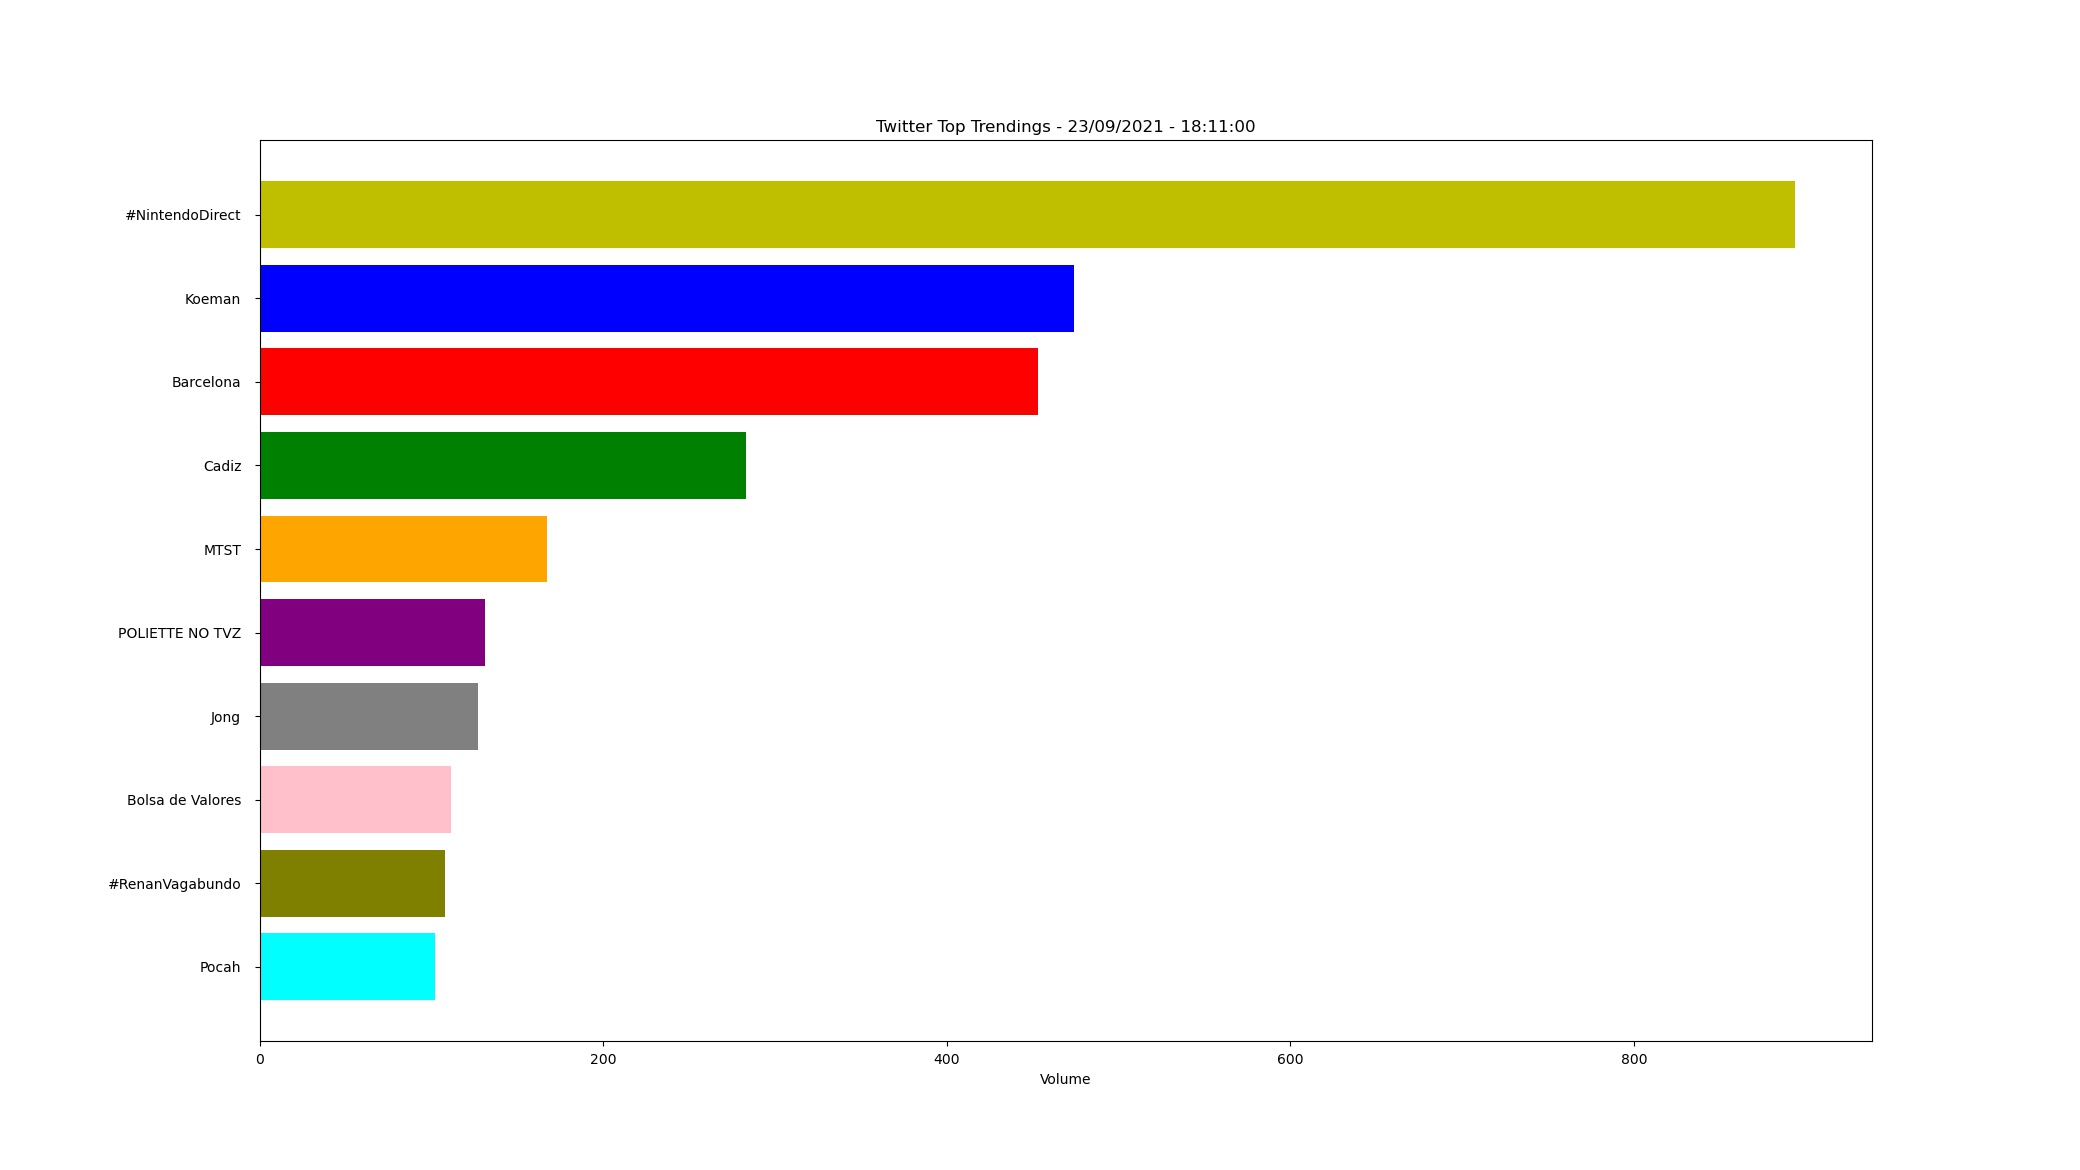 Twitter Top Trendings - 23/09/2021 - 18:11:00
#NintendoDirect
Koeman
Barcelona
Cadiz
MTST
POLIETTE NO TVZ
Jong
Bolsa de Valores
#RenanVagabundo
Pocah
0 200 400 600 800
Volume